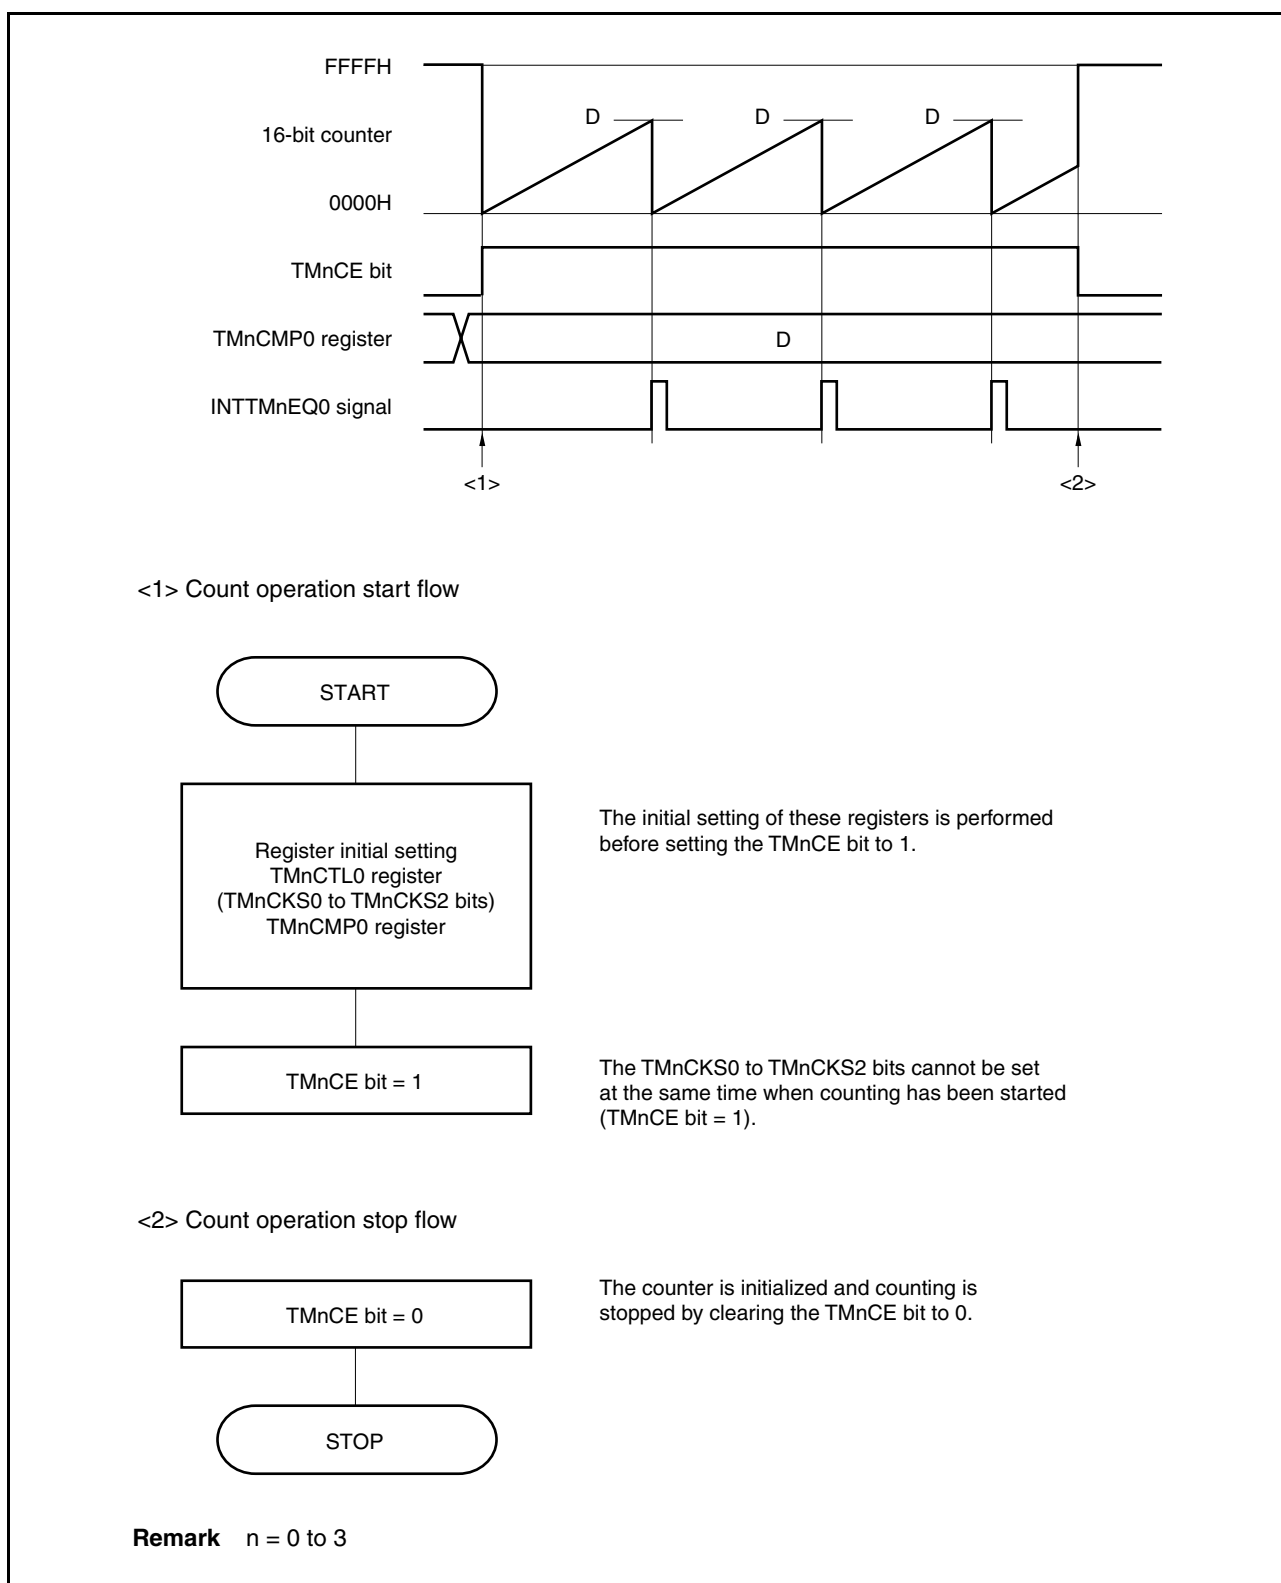 FFFFH
D D D
16-bit counter
0000H
TMnCE bit
TMnCMP0 register D
INTTMnEQ0 signal
<1> <2>
<1> Count operation start flow
START
Register initial setting
TMnCTL0 register
(TMnCKS0 to TMnCKS2 bits)
TMnCMP0 register
The initial setting of these registers is performed
before setting the TMnCE bit to 1.
TMnCE bit = 1
The TMnCKS0 to TMnCKS2 bits cannot be set
at the same time when counting has been started
(TMnCE bit = 1).
<2> Count operation stop flow
TMnCE bit = 0
The counter is initialized and counting is
stopped by clearing the TMnCE bit to 0.
STOP
Remark n = 0 to 3